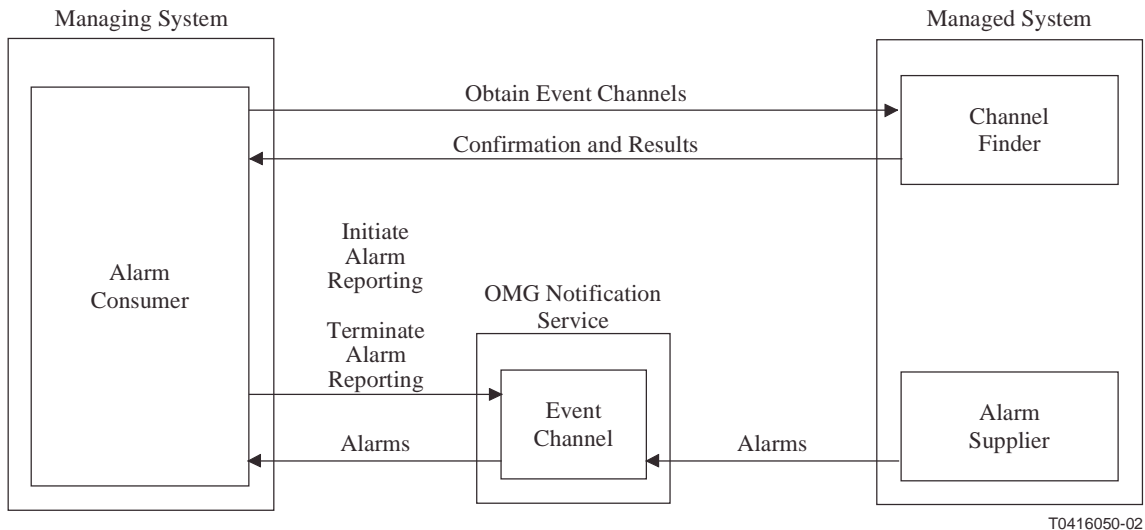 Managing System
Managed System
Obtain Event Channels
Channel
Finder
Confirmation and Results
Initiate
Alarm
Reporting
Alarm
Consumer
OMG Notification
Service
Terminate
Alarm
Reporting
Event
Channel
Alarm
Supplier
Alarms
Alarms
T0416050-02